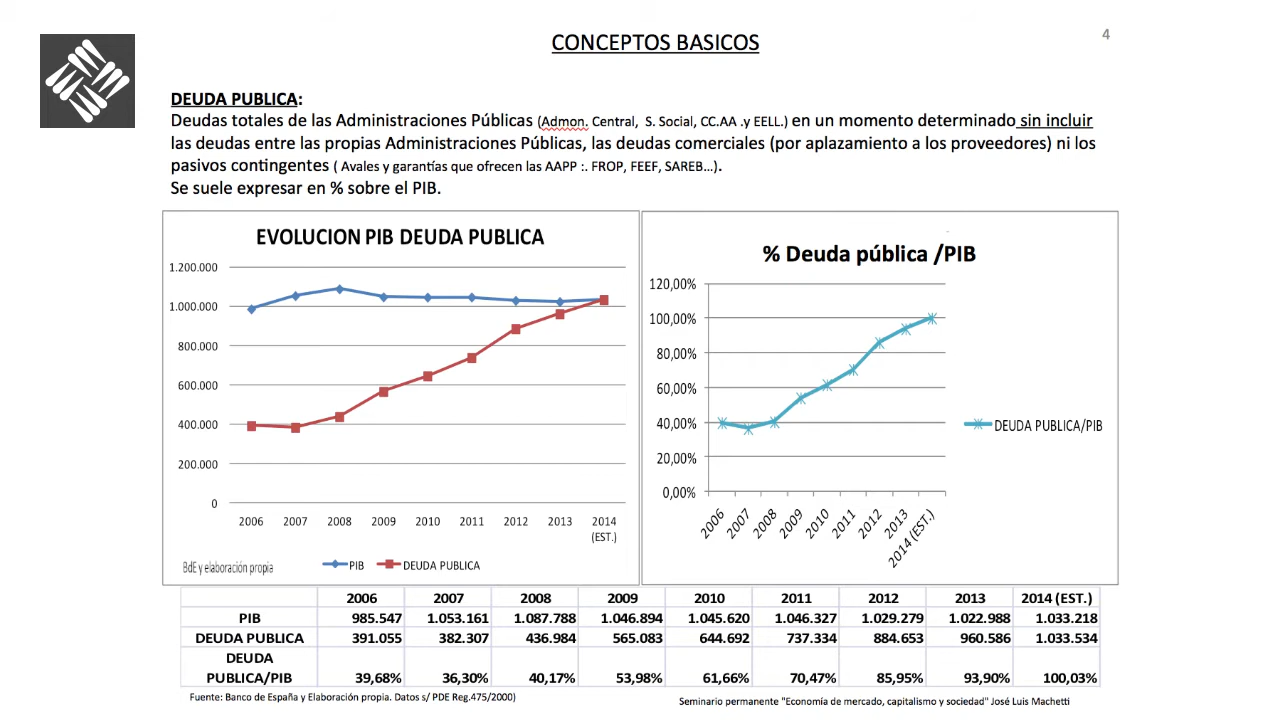 CONCEPTOS BASICOS
4
DEUDA PUBLICA:
Deudas totales de las Administraciones Públicas (Admon. Central, S. Social, CC.AA .y EELL.) en un momento determinado sin incluir
las deudas entre las propias Administraciones Públicas, las deudas comerciales (por aplazamiento a los proveedores) ni los
pasivos contingentes ( Avales y garantías que ofrecen las AAPP :. FROP, FEEF, SAREB...).
Se suele expresar en % sobre el PIB.
EVOLUCION PIB DEUDA PUBLICA
1.200.000
1.000.000
800.000
600.000
400.000
200.000
0
2006 2007 2008 2009 2010 2011 2012 2013 2014
(EST.)
BdE y elaboración propia
PIB DEUDA PUBLICA
% Deuda pública /PIB
120,00%
100,00%
80,00%
60,00%
40,00%
20,00%
0,00%
2006 2007 2008 2009 2010 2011 2012 2013 2014 (EST.)
DEUDA PUBLICA/PIB
2006 2007 2008 2009 2010 2011 2012 2013 2014 (EST.)
PIB 985.547 1.053.161 1.087.788 1.046.894 1.045.620 1.046.327 1.029.279 1.022.988 1.033.218
DEUDA PUBLICA 391.055 382.307 436.984 565.083 644.692 737.334 884.653 960.586 1.033.534
DEUDA
PUBLICA/PIB 39,68% 36,30% 40,17% 53,98% 61,66% 70,47% 85,95% 93,90% 100,03%
Fuente: Banco de España y Elaboración propia. Datos s/ PDE Reg.475/2000)
Seminario permanente "Economía de mercado, capitalismo y sociedad" José Luis Machetti